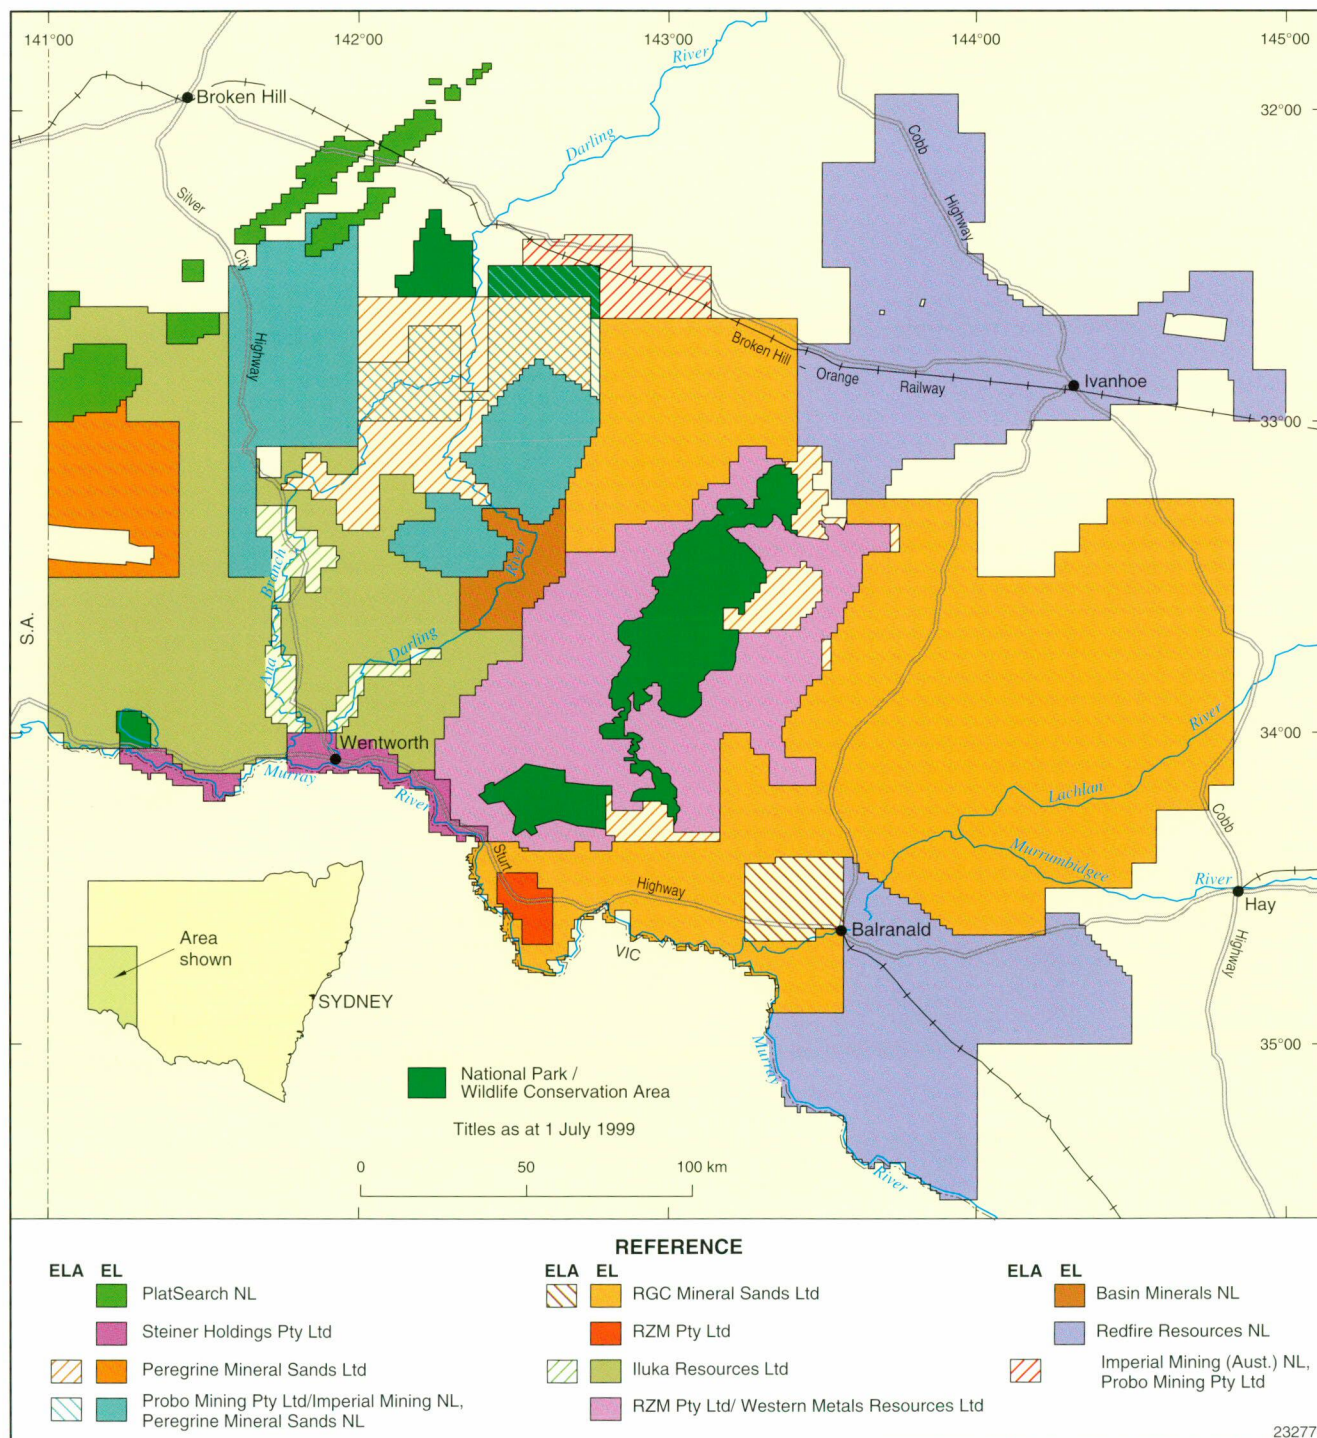 141°00
142°00
143°00
144°00
145°00
River
Broken Hill
32°00
Darling
Cobb
Highway
Silver
City
Highway
Broken Hill – Orange Railway
Ivanhoe
33°00
S.A.
Ana Branch
River
Darling
River
34°00
Wentworth
Murray
River
Lachlan
Cobb
Sturt
Highway
Murrumbidgee
River
Hay
Balranald
VIC
Highway
Area
shown
SYDNEY
35°00
Murray
National Park /
Wildlife Conservation Area
Titles as at 1 July 1999
River
0 50 100 km
REFERENCE
ELA EL
PlatSearch NL
Steiner Holdings Pty Ltd
Peregrine Mineral Sands Ltd
Probo Mining Pty Ltd/Imperial Mining NL,
Peregrine Mineral Sands NL
ELA EL
RGC Mineral Sands Ltd
RZM Pty Ltd
Iluka Resources Ltd
RZM Pty Ltd/ Western Metals Resources Ltd
ELA EL
Basin Minerals NL
Redfire Resources NL
Imperial Mining (Aust.) NL,
Probo Mining Pty Ltd
23277